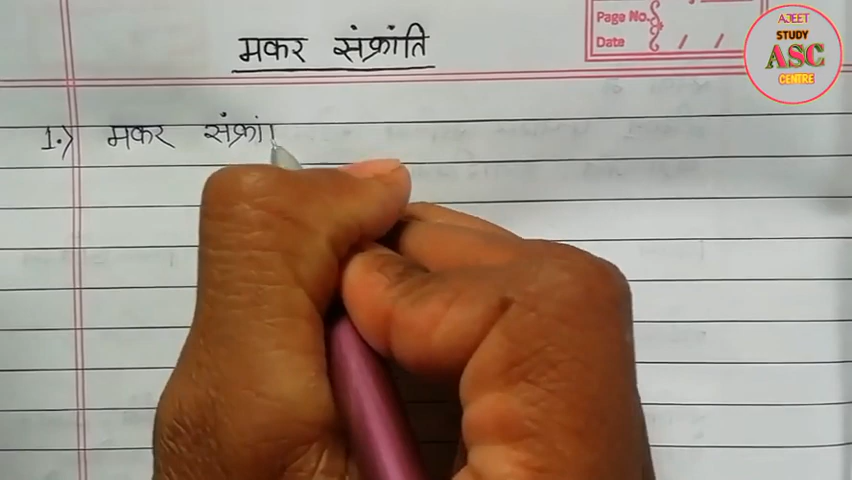 मकर संक्रांति
Page No.
Date / /
AJEET
STUDY
ASC
CENTRE
1.) मकर संक्रां